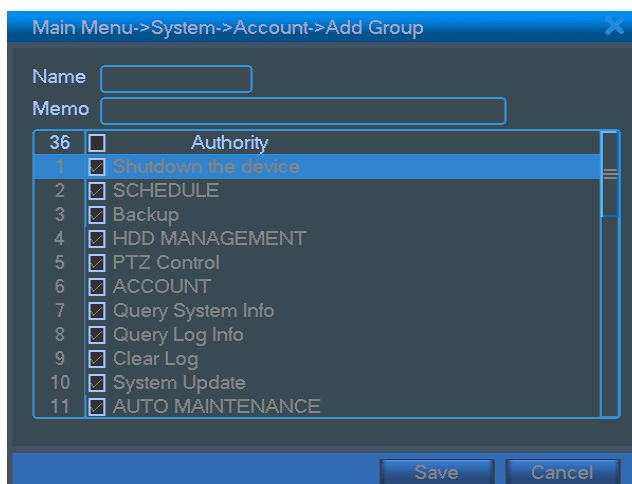 Main Menu->System->Account->Add Group
Name
Memo
36 Authority
1 Shutdown the device
2 SCHEDULE
3 Backup
4 HDD MANAGEMENT
5 PTZ Control
6 ACCOUNT
7 Query System Info
8 Query Log Info
9 Clear Log
10 System Update
11 AUTO MAINTENANCE
Save Cancel